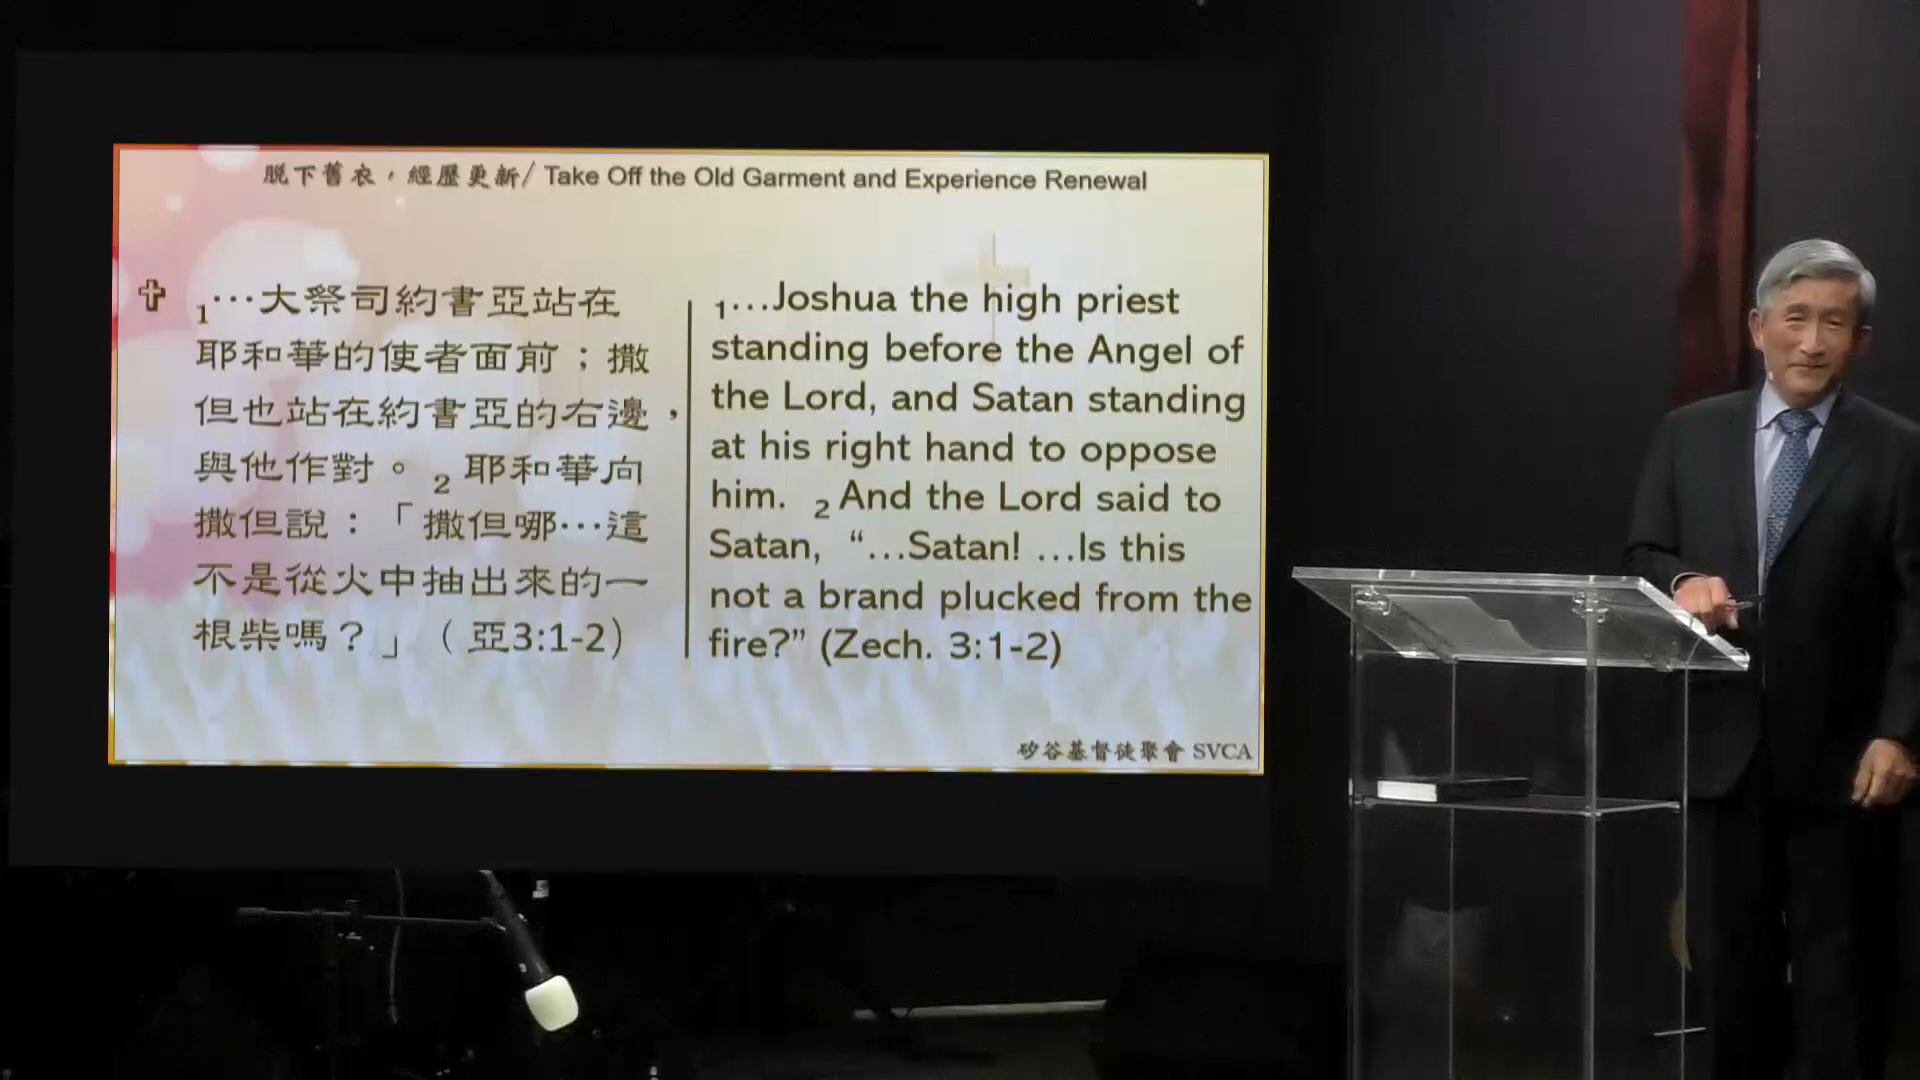 脫下舊衣，經歷更新/ Take Off the Old Garment and Experience Renewal
1…大祭司約書亞站在
耶和華的使者面前；撒
但也站在約書亞的右邊，
與他作對。 2 耶和華向
撒但說：「撒但哪…這
不是從火中抽出來的一
根柴嗎？」（亞3:1-2）
1…Joshua the high priest
standing before the Angel of
the Lord, and Satan standing
at his right hand to oppose
him. 2 And the Lord said to
Satan, “…Satan! …Is this
not a brand plucked from the
fire?” (Zech. 3:1-2)
矽谷基督徒聚會 SVCA